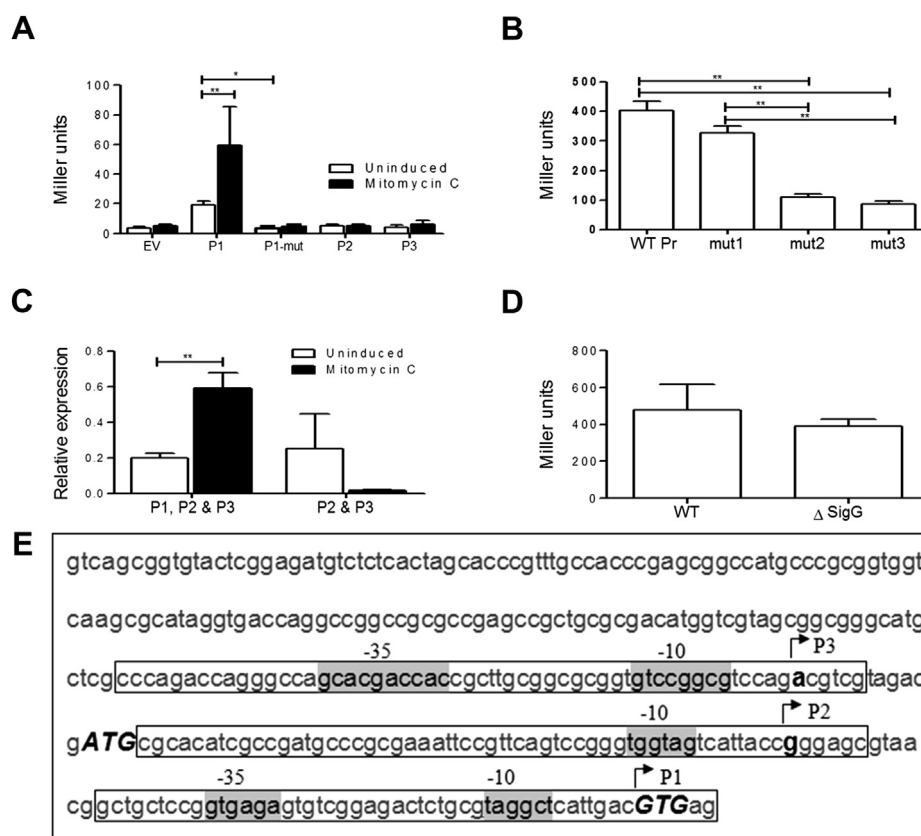 A
B
100
80
60
40
20
0
Miller units
*
**
Uninduced
Mitomycin C
EV P1 P1-mut P2 P3
500
400
300
200
100
0
Miller units
**
**
**
**
WT Pr mut1 mut2 mut3
C
D
0.8
0.6
0.4
0.2
0.0
Relative expression
**
Uninduced
Mitomycin C
P1, P2 & P3 P2 & P3
800
600
400
200
0
Miller units
WT Δ SigG
E
gtcagcggtgtactcggagatgtctctcactagcacccgtttgccacccgagcggccatgcccgcggtggt
caagcgcataggtgaccaggccggccgcgccgagccgctgcgcgacatggtcgtagcggcgggcatg
-35 -10 P3
ctcgcccagaccagggccagcacgaccaccgcttgcggcgcggtgtccggcgtccagacgtcgtagac
-10 P2
gATGcgcacatcgccgatgcccgcgaaattccgttcagtccgggtggtagtcattaccgggagcgtaa
-35 -10 P1
cggctgctccggtgagagtgtcggagactctgcgtaggctcattgacGTGag